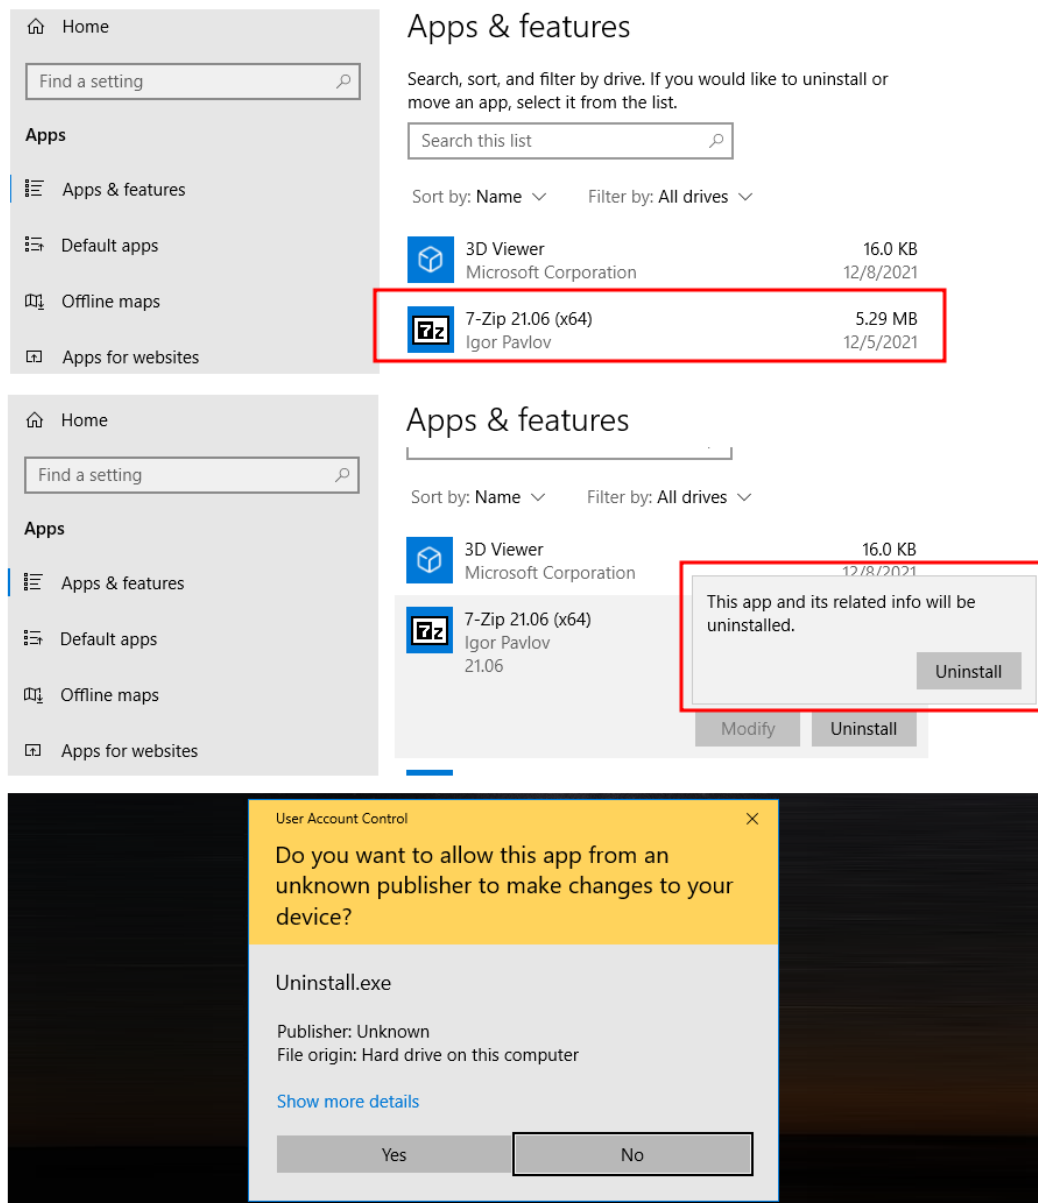 Home
Find a setting
Apps
Apps & features
Default apps
Offline maps
Apps for websites
Apps & features
Search, sort, and filter by drive. If you would like to uninstall or
move an app, select it from the list.
Search this list
Sort by: Name
Filter by: All drives
3D Viewer
16.0 KB
Microsoft Corporation
12/8/2021
7z
7-Zip 21.06 (x64)
5.29 MB
Igor Pavlov
12/5/2021
Home
Find a setting
Apps
Apps & features
Default apps
Offline maps
Apps for websites
Apps & features
Sort by: Name
Filter by: All drives
3D Viewer
16.0 KB
Microsoft Corporation
12/8/2021
7z
7-Zip 21.06 (x64)
Igor Pavlov
21.06
This app and its related info will be
uninstalled.
Uninstall
Modify
Uninstall
User Account Control
Do you want to allow this app from an
unknown publisher to make changes to your
device?
Uninstall.exe
Publisher: Unknown
File origin: Hard drive on this computer
Show more details
Yes
No